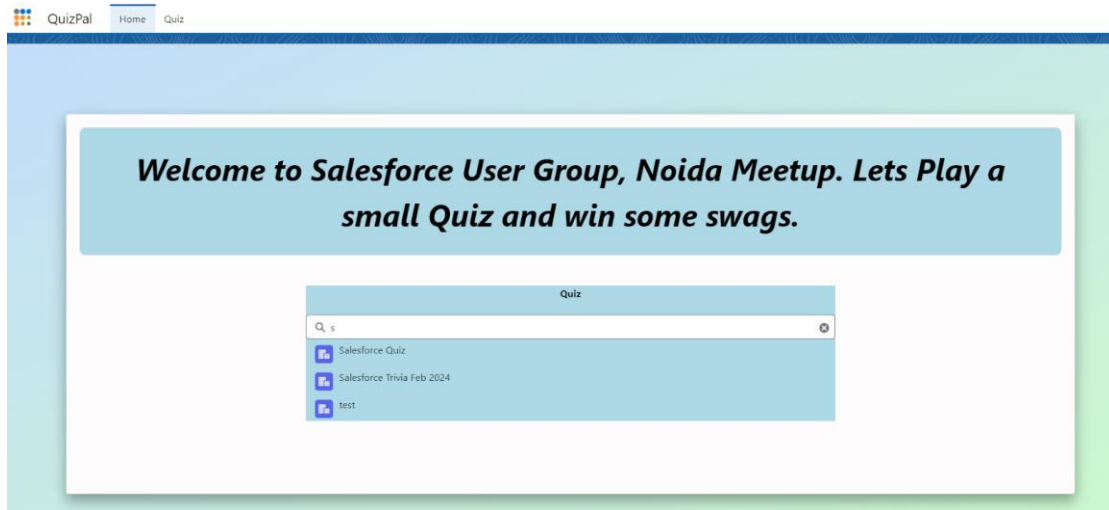 QuizPal Home Quiz
Welcome to Salesforce User Group, Noida Meetup. Lets Play a
small Quiz and win some swags.
Quiz
s
Salesforce Quiz
Salesforce Trivia Feb 2024
test